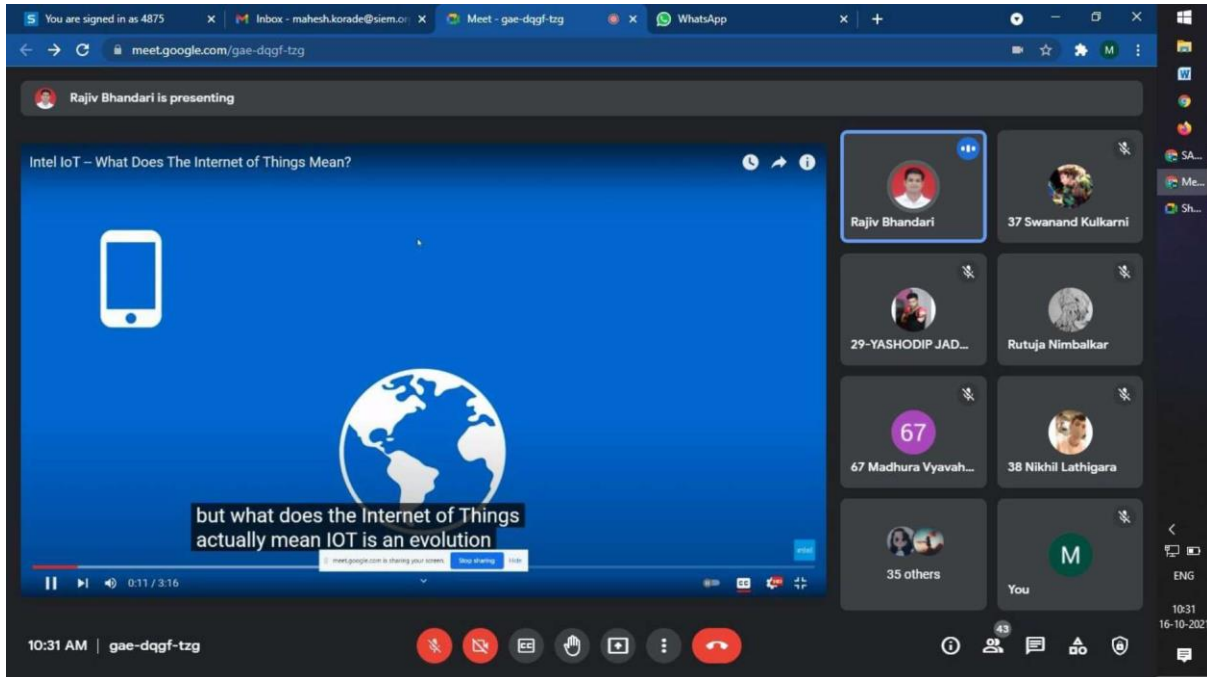 You are signed in as 4875
Inbox - mahesh.korade@siem.or
Meet - gae-dqgf-tzg
WhatsApp
meet.google.com/gae-dqgf-tzg
M
Rajiv Bhandari is presenting
Intel IoT – What Does The Internet of Things Mean?
but what does the Internet of Things
actually mean IOT is an evolution
meet.google.com is sharing your screen.
Stop sharing
Hide
intel
0:11 / 3:16
CC
Rajiv Bhandari
37 Swanand Kulkarni
29-YASHODIP JAD...
Rutuja Nimbalkar
67
67 Madhura Vyavah...
38 Nikhil Lathigara
35 others
M
You
10:31 AM | gae-dqgf-tzg
CC
43
W
SA...
Me...
Sh...
ENG
10:31
16-10-2021